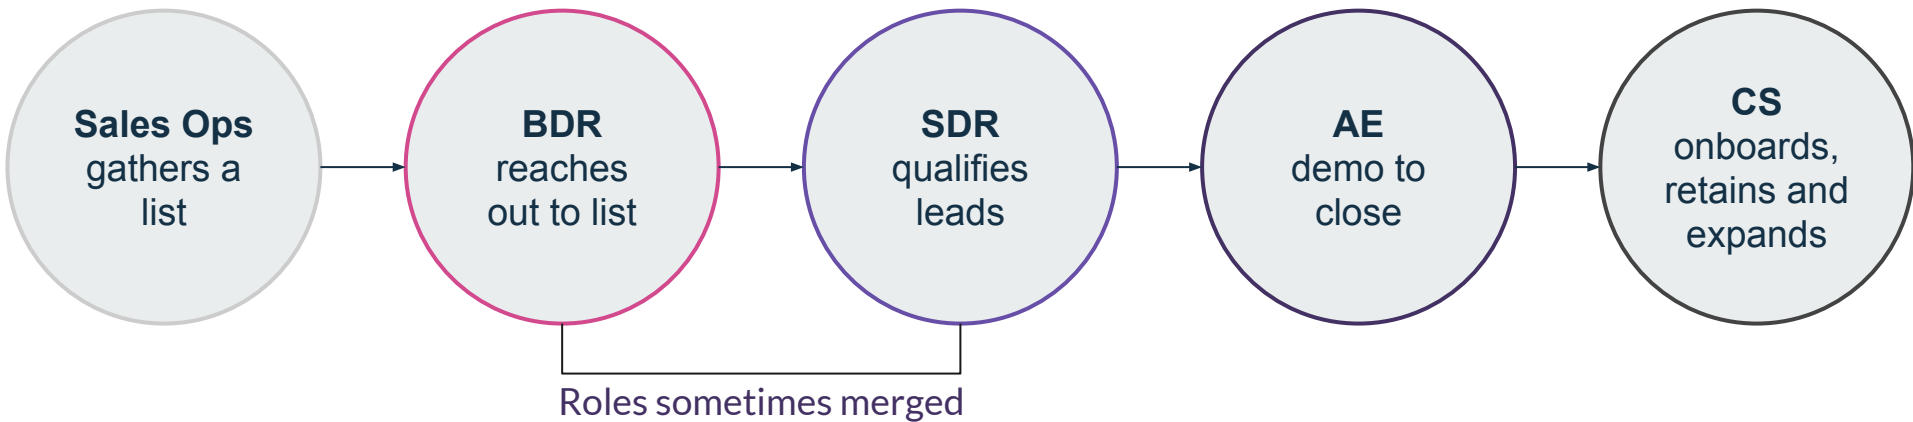 Sales Ops
gathers a
list
BDR
reaches
out to list
SDR
qualifies
leads
AE
demo to
close
CS
onboards,
retains and
expands
Roles sometimes merged